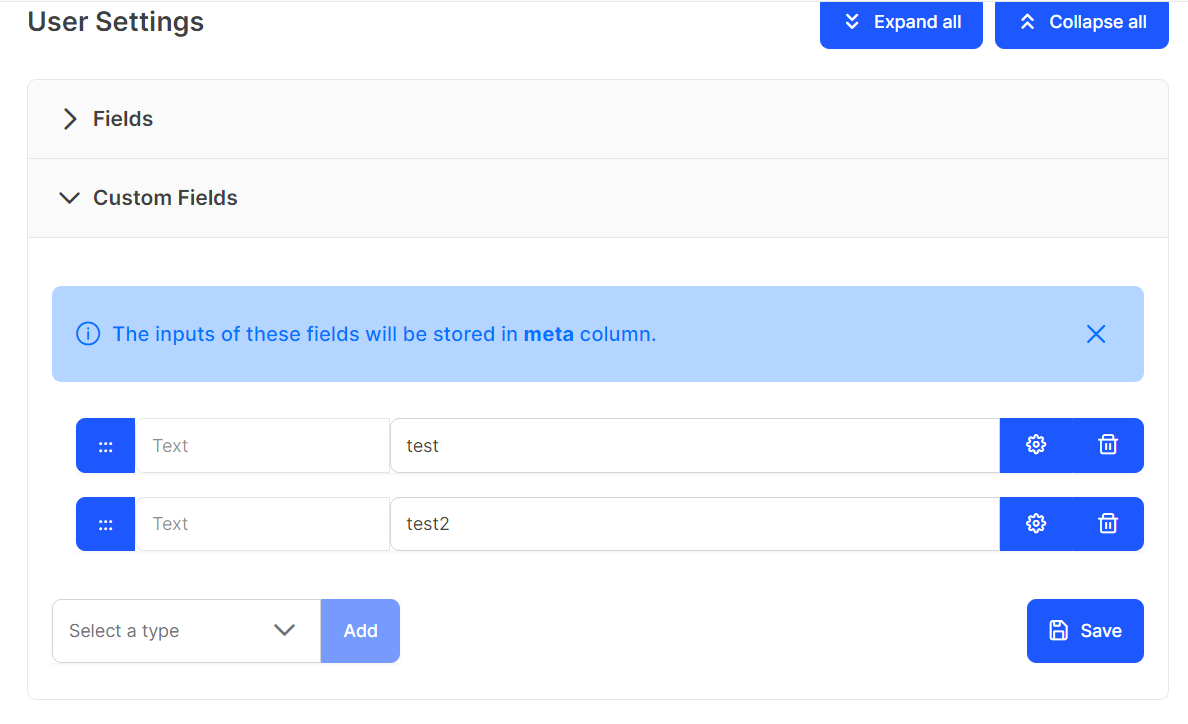 User Settings
Expand all
Collapse all
Fields
Custom Fields
The inputs of these fields will be stored in meta column.
Text
test
Text
test2
Select a type
Add
Save